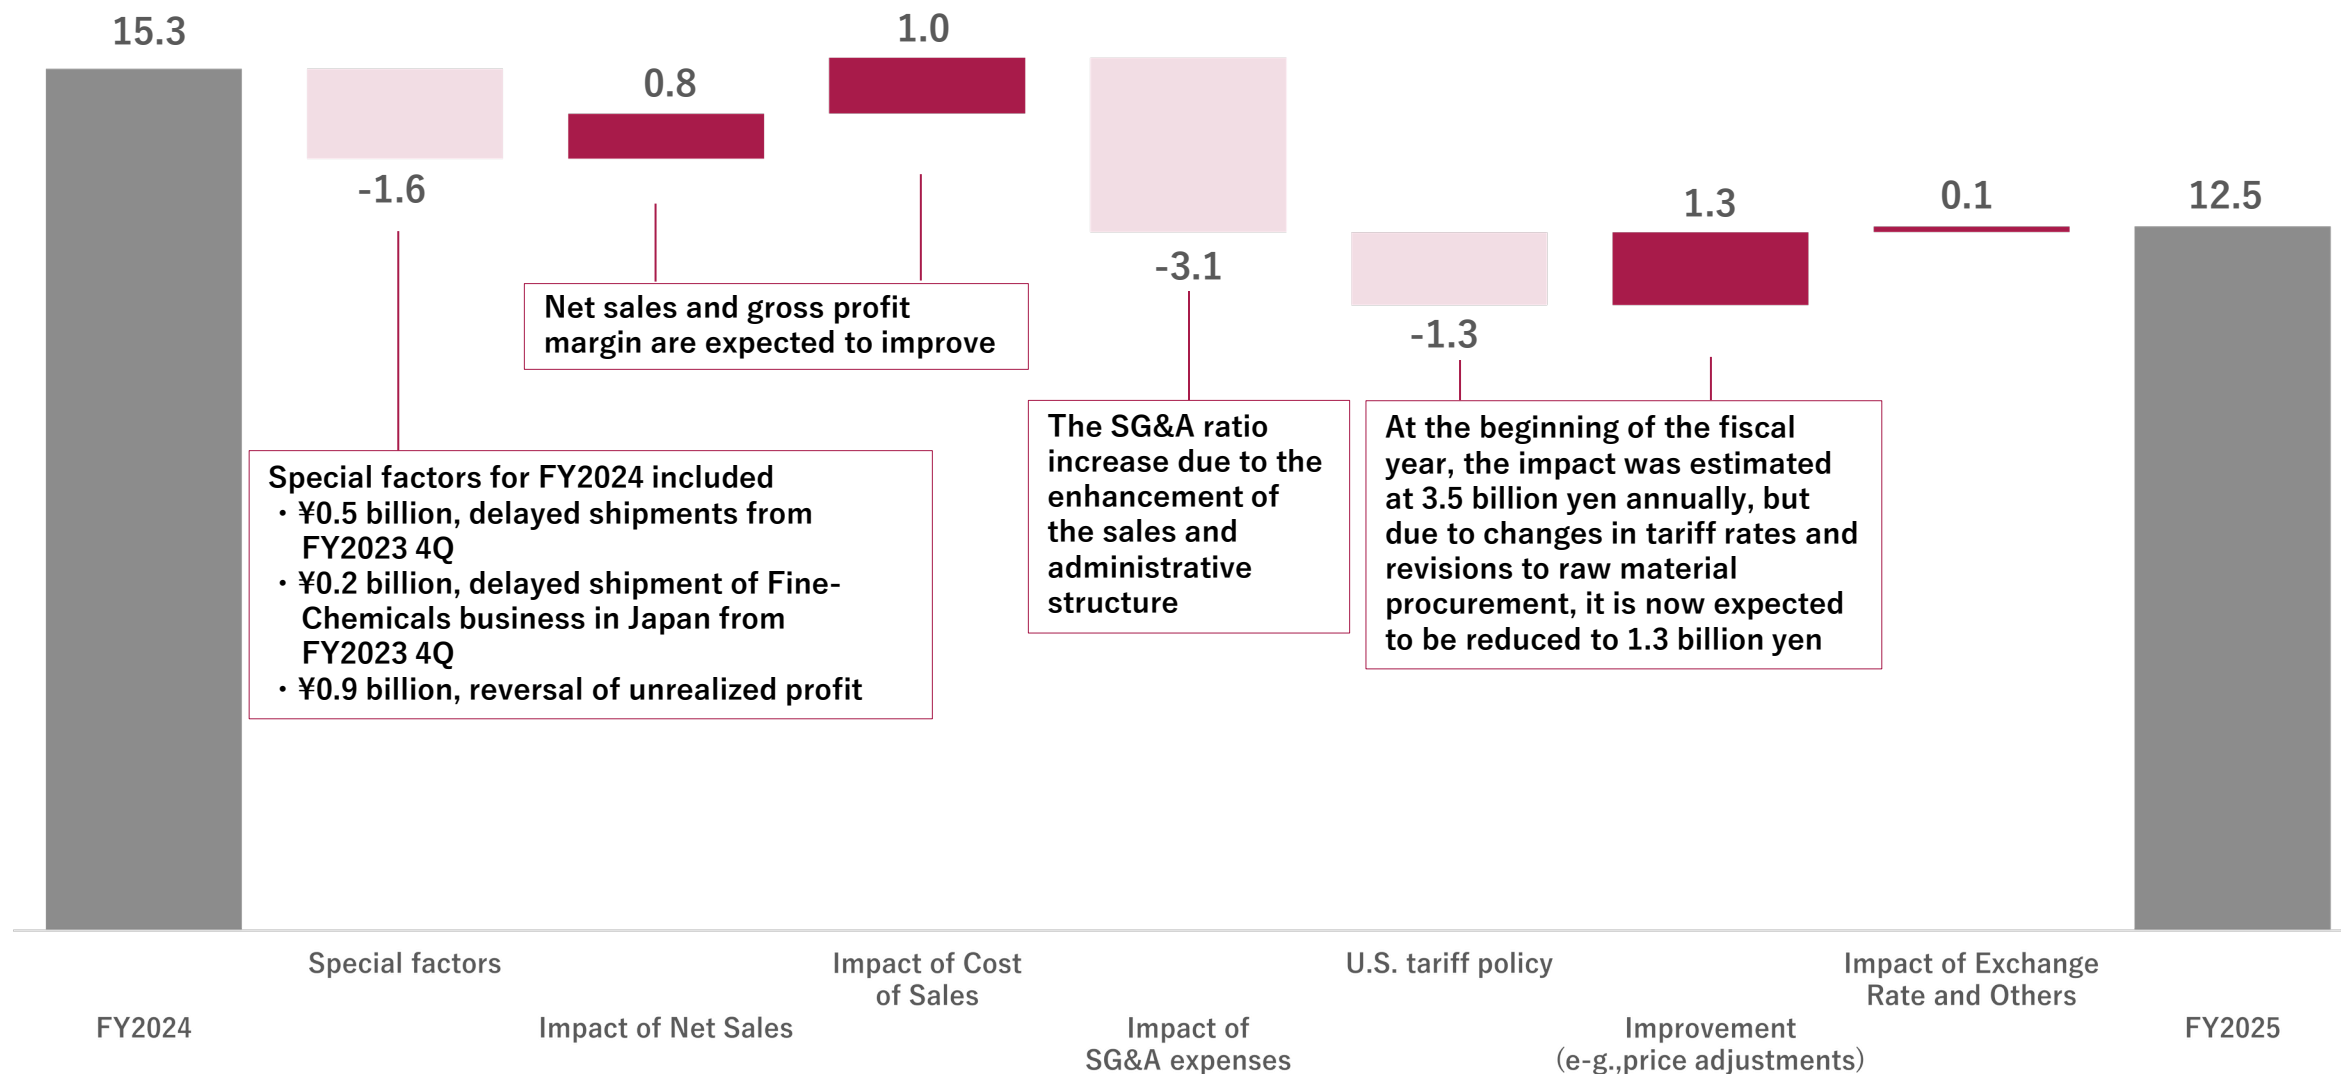 15.3
1.0
0.8
-1.6
1.3
0.1
12.5
-3.1
-1.3
Net sales and gross profit
margin are expected to improve
The SG&A ratio
increase due to the
enhancement of
the sales and
administrative
structure
At the beginning of the fiscal
year, the impact was estimated
at 3.5 billion yen annually, but
due to changes in tariff rates and
revisions to raw material
procurement, it is now expected
to be reduced to 1.3 billion yen
Special factors for FY2024 included
・¥0.5 billion, delayed shipments from
FY2023 4Q
・¥0.2 billion, delayed shipment of Fine-
Chemicals business in Japan from
FY2023 4Q
・¥0.9 billion, reversal of unrealized profit
FY2024
Special factors
Impact of Net Sales
Impact of Cost
of Sales
Impact of
SG&A expenses
U.S. tariff policy
Improvement
(e-g.,price adjustments)
Impact of Exchange
Rate and Others
FY2025